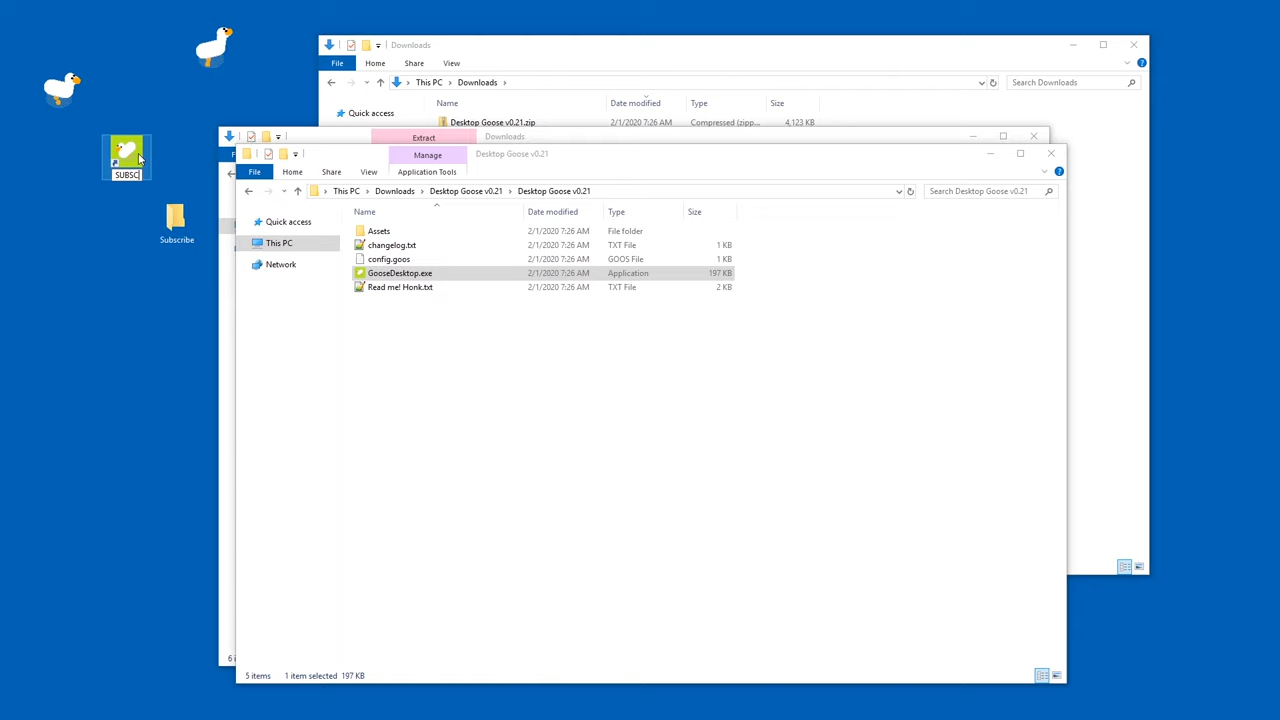 Downloads
File Home Share View
This PC Downloads Search Downloads
Quick access Name Date modified Type Size
Desktop Goose v0.21.zip 2/1/2020 7:26 AM Compressed (zipp... 4,123 KB
Extract Downloads
Manage Desktop Goose v0.21
File Home Share View Application Tools
This PC Downloads Desktop Goose v0.21 Desktop Goose v0.21 Search Desktop Goose v0.21
Name Date modified Type Size
Quick access
This PC
Network
Assets 2/1/2020 7:26 AM File folder
changelog.txt 2/1/2020 7:26 AM TXT File 1 KB
config.goos 2/1/2020 7:26 AM GOOS File 1 KB
GooseDesktop.exe 2/1/2020 7:26 AM Application 197 KB
Read me! Honk.txt 2/1/2020 7:26 AM TXT File 2 KB
SUBSC
Subscribe
5 items 1 item selected 197 KB